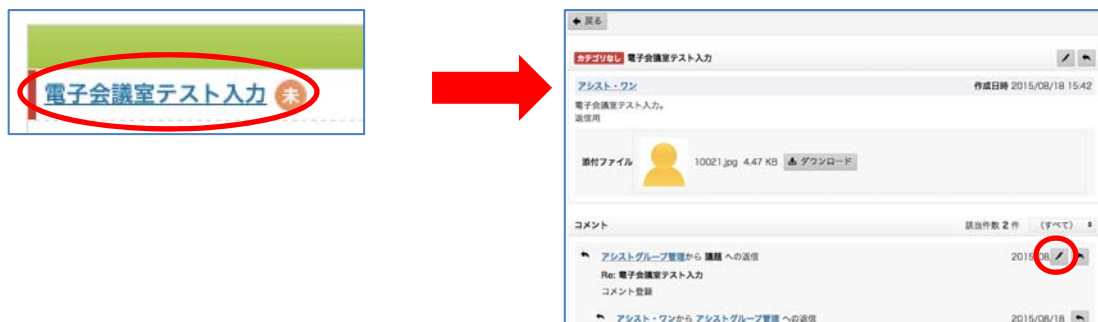 電子会議室テスト入力 未
戻る
カテゴリなし 電子会議室テスト入力
アシスト・ワン 作成日時 2015/08/18 15:42
電子会議室テスト入力。
返信用
添付ファイル 10021.jpg 4.47 KB ダウンロード
コメント 該当件数 2 件 (すべて)
アシストグループ管理から 議題 への返信 2015/08
Re: 電子会議室テスト入力
コメント登録
アシスト・ワンから アシストグループ管理 への返信 2015/08/18